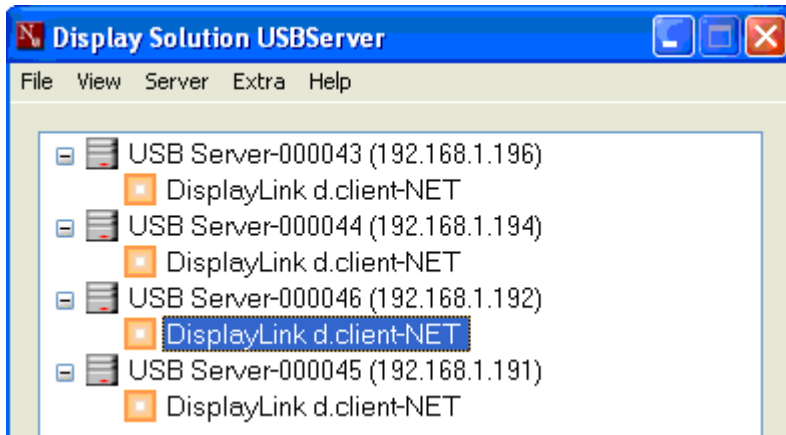 Display Solution USBServer
File View Server Extra Help
USB Server-000043 (192.168.1.196)
DisplayLink d.client-NET
USB Server-000044 (192.168.1.194)
DisplayLink d.client-NET
USB Server-000046 (192.168.1.192)
DisplayLink d.client-NET
USB Server-000045 (192.168.1.191)
DisplayLink d.client-NET